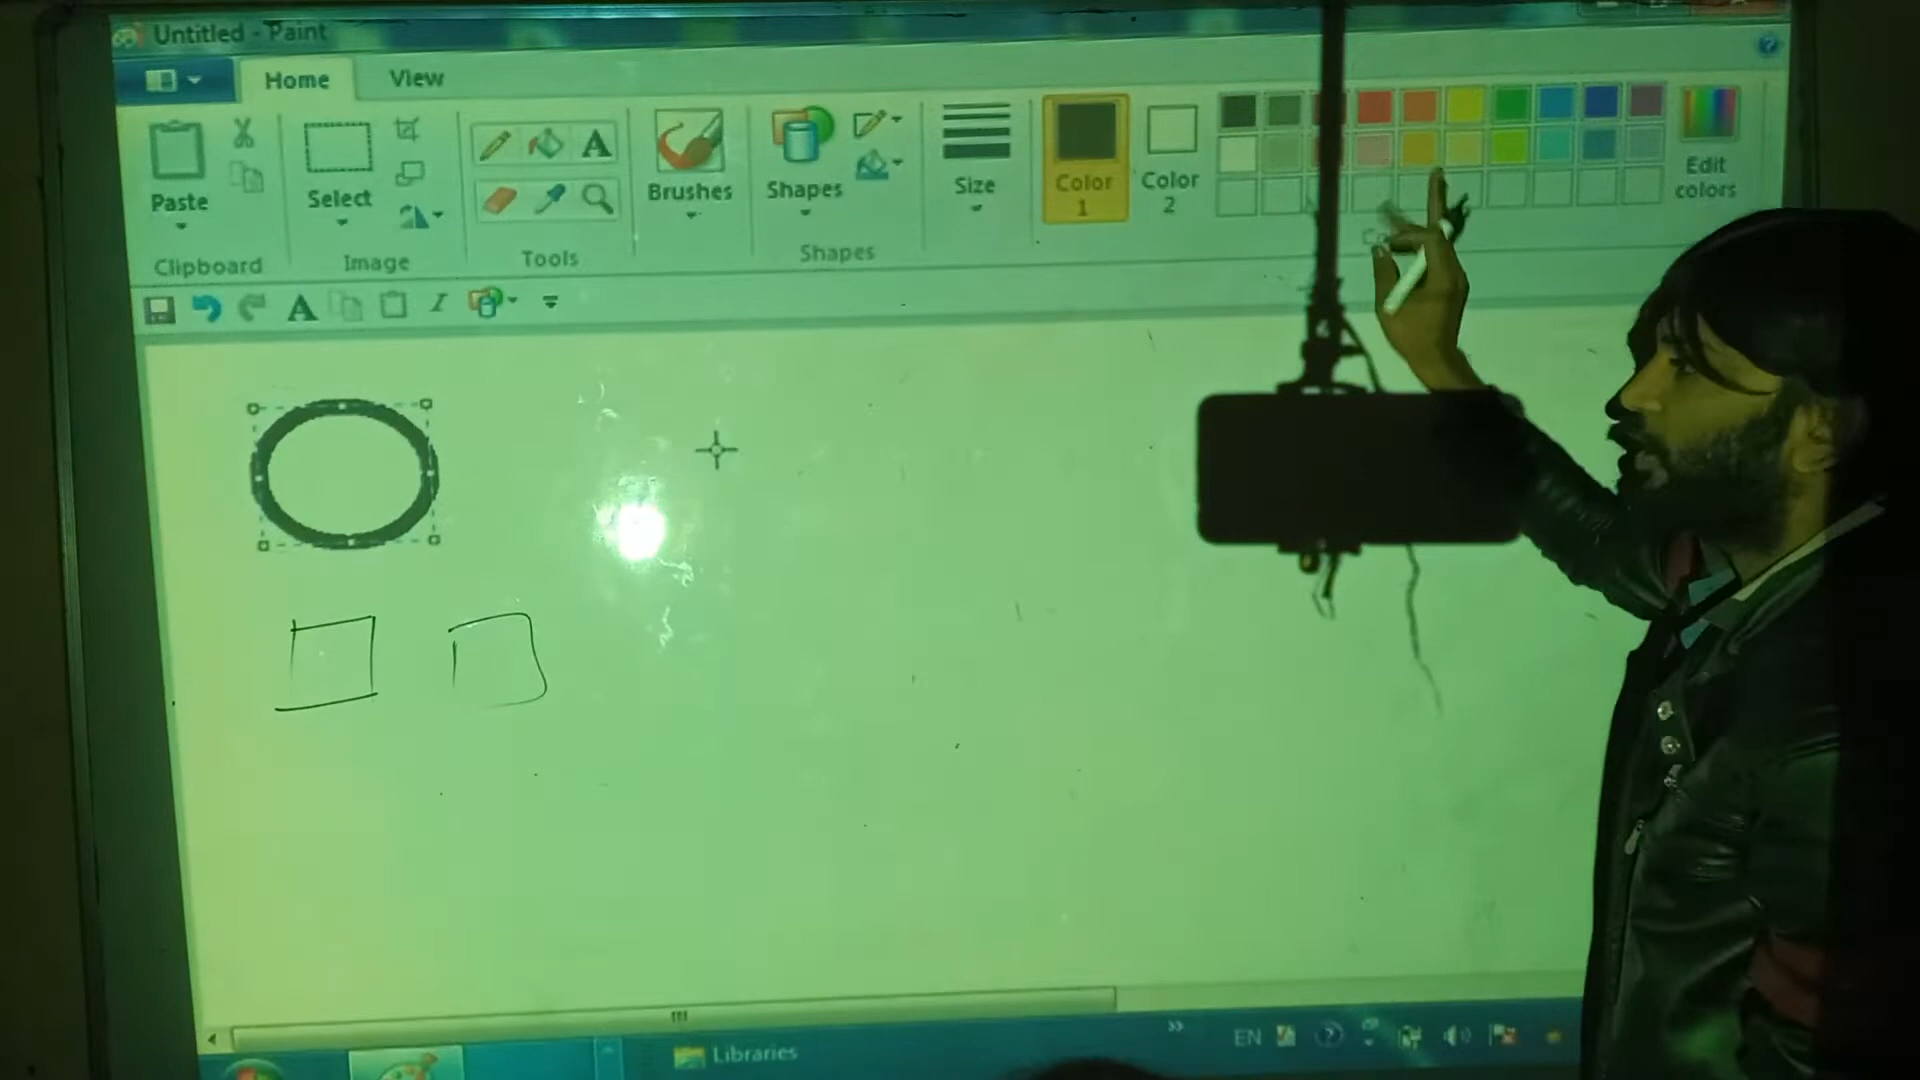 Untitled - Paint
Home View
Paste
Select
Brushes
Shapes
Size
Color 1
Color 2
Edit colors
Clipboard
Image
Tools
Shapes
EN
Libraries